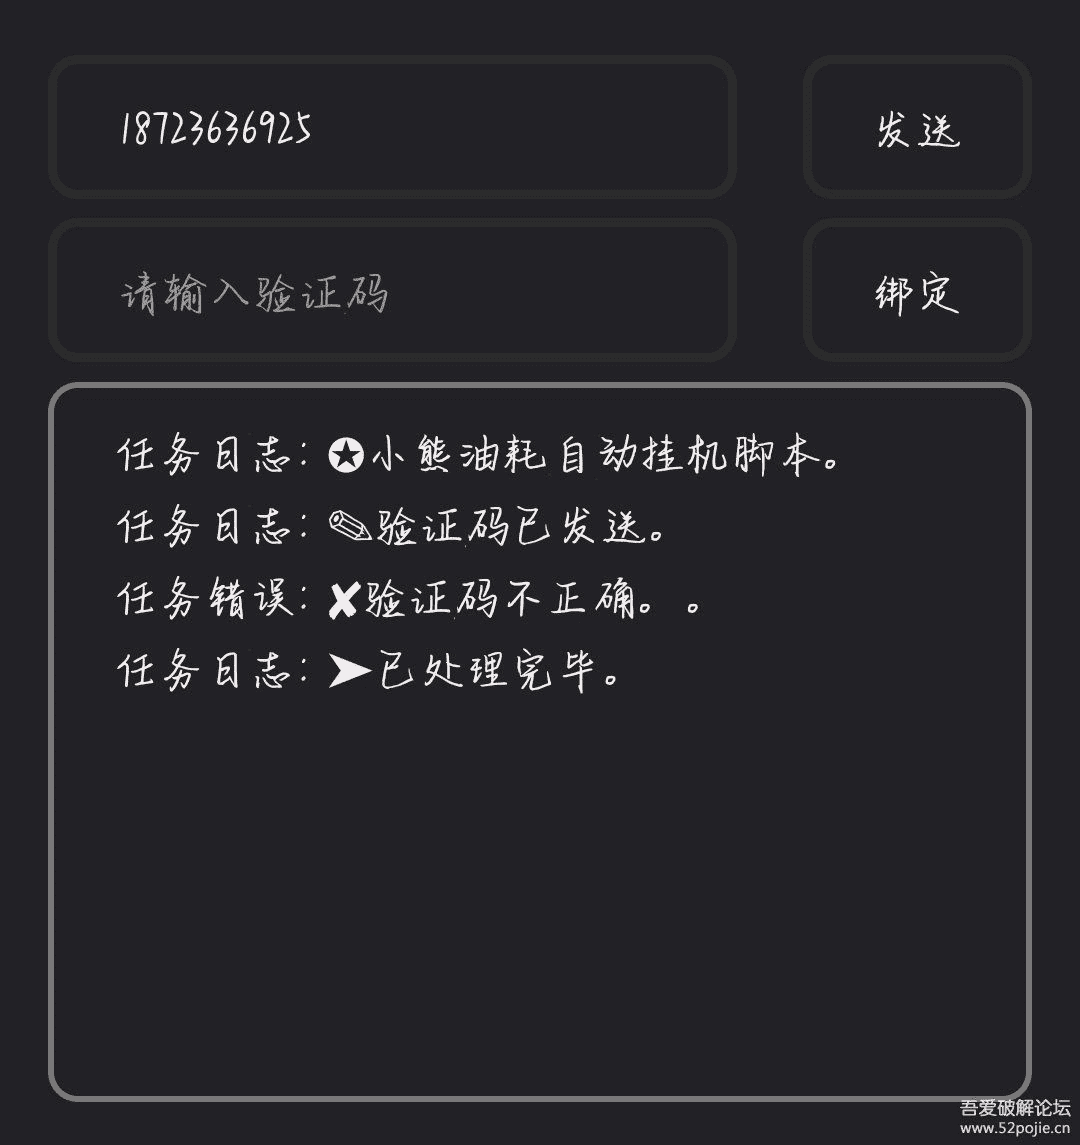 18723636925
发送
请输入验证码
绑定
任务日志：✪小熊油耗自动挂机脚本。
任务日志：✎验证码已发送。
任务错误：✘验证码不正确。。
任务日志：➤已处理完毕。
吾爱破解论坛
www.52pojie.cn